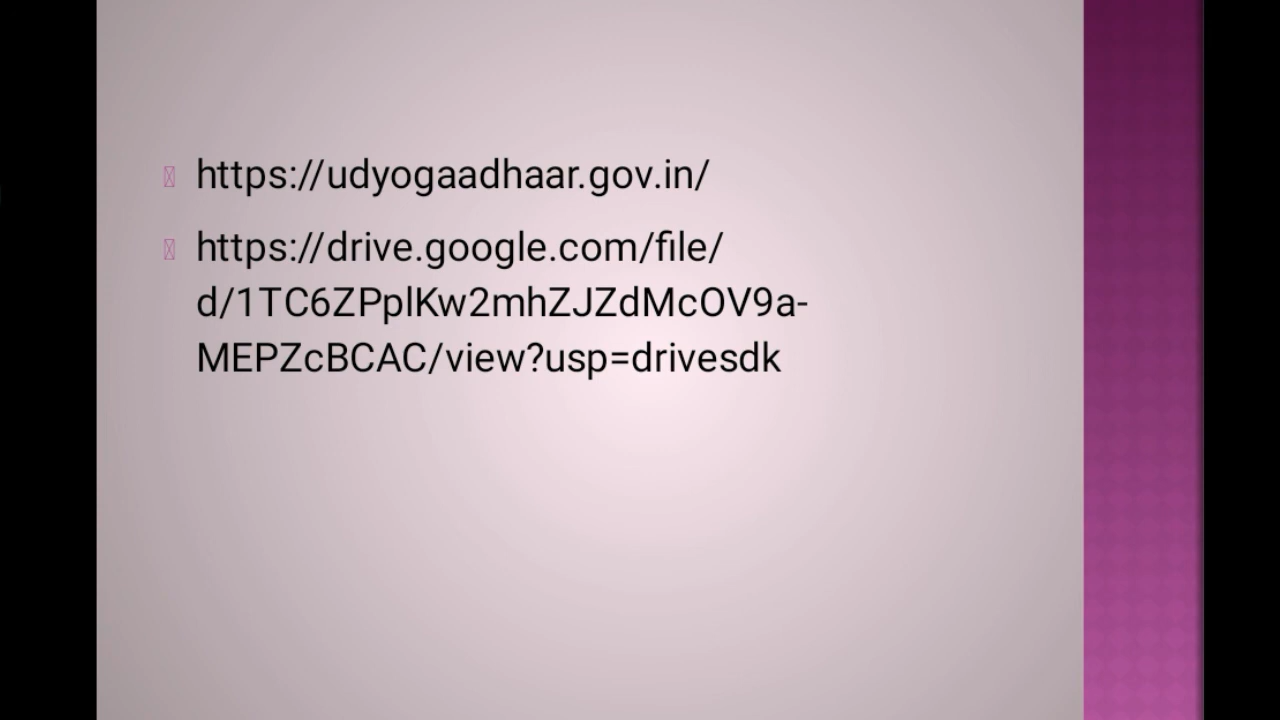 https://udyogaadhaar.gov.in/
https://drive.google.com/file/
d/1TC6ZPplKw2mhZJZdMcOV9a-
MEPZcBCAC/view?usp=drivesdk